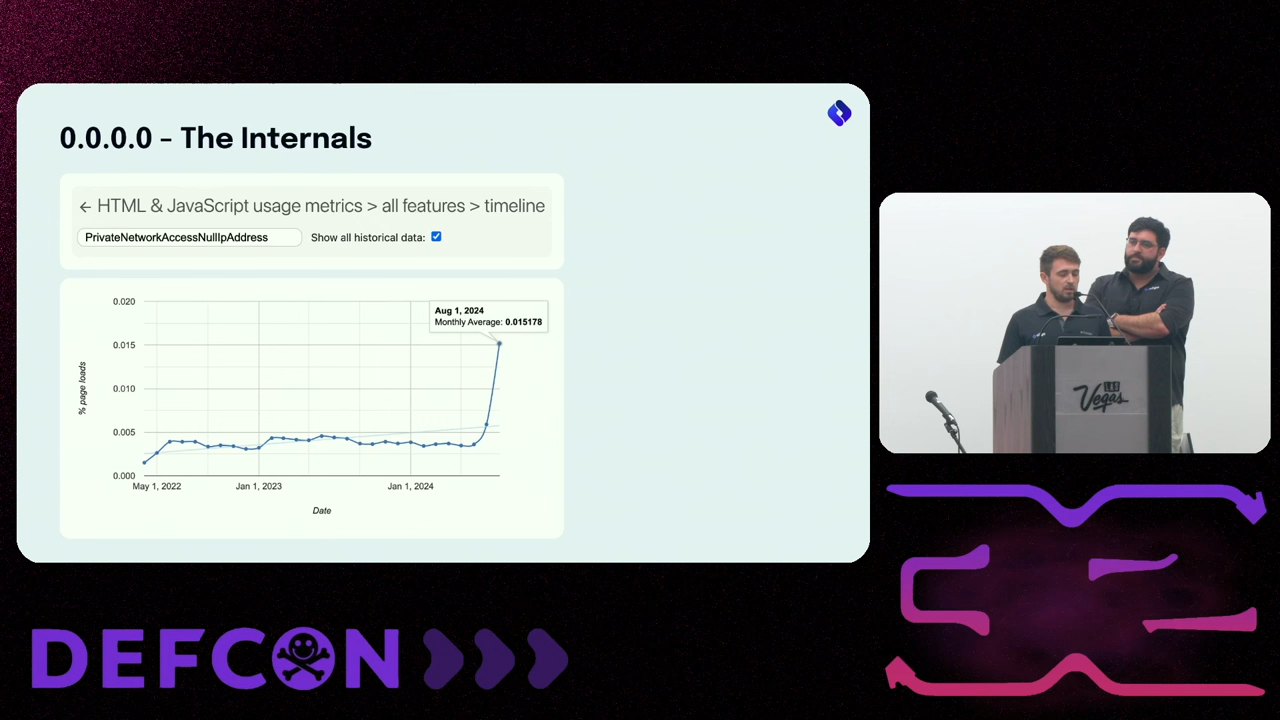 0.0.0.0 – The Internals
← HTML & JavaScript usage metrics > all features > timeline
PrivateNetworkAccessNullIpAddress
Show all historical data:
0.020
0.015
0.010
0.005
0.000
% page loads
Aug 1, 2024
Monthly Average: 0.015178
May 1, 2022
Jan 1, 2023
Jan 1, 2024
Date
LAS
Vegas
DEFCON